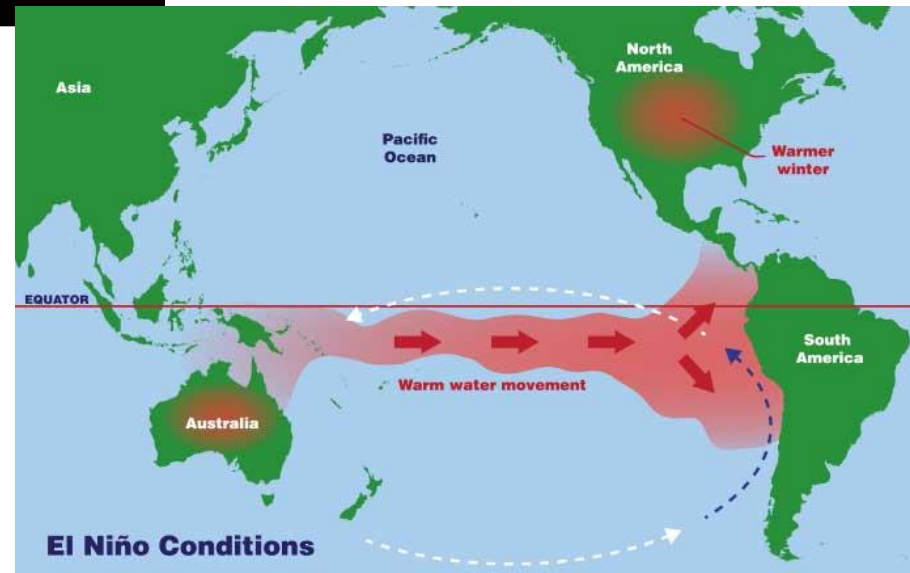 North
America
Asia
Pacific
Ocean
Warmer
winter
EQUATOR
South
America
Warm water movement
Australia
El Niño Conditions